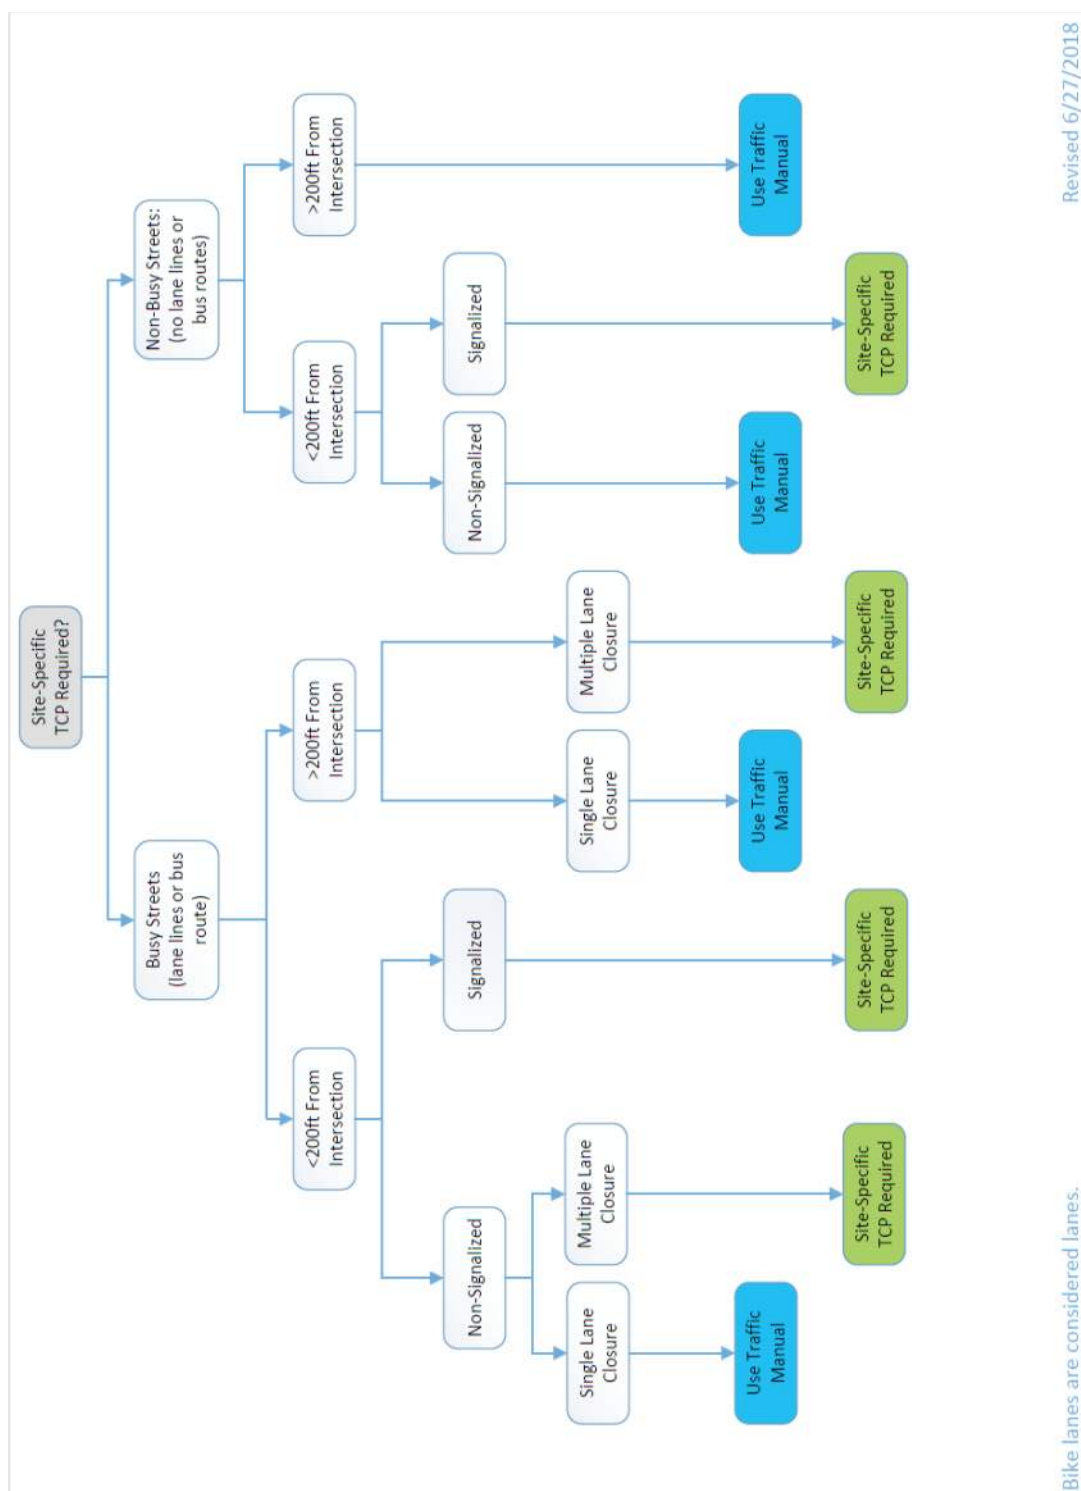 Site-Specific
TCP Required?
Busy Streets
(lane lines or bus
route)
Non-Busy Streets:
(no lane lines or
bus routes)
<200ft From
Intersection
>200ft From
Intersection
<200ft From
Intersection
>200ft From
Intersection
Non-Signalized
Signalized
Non-Signalized
Signalized
Single Lane
Closure
Multiple Lane
Closure
Single Lane
Closure
Multiple Lane
Closure
Use Traffic
Manual
Use Traffic
Manual
Use Traffic
Manual
Use Traffic
Manual
Site-Specific
TCP Required
Site-Specific
TCP Required
Site-Specific
TCP Required
Site-Specific
TCP Required
Bike lanes are considered lanes.
Revised 6/27/2018